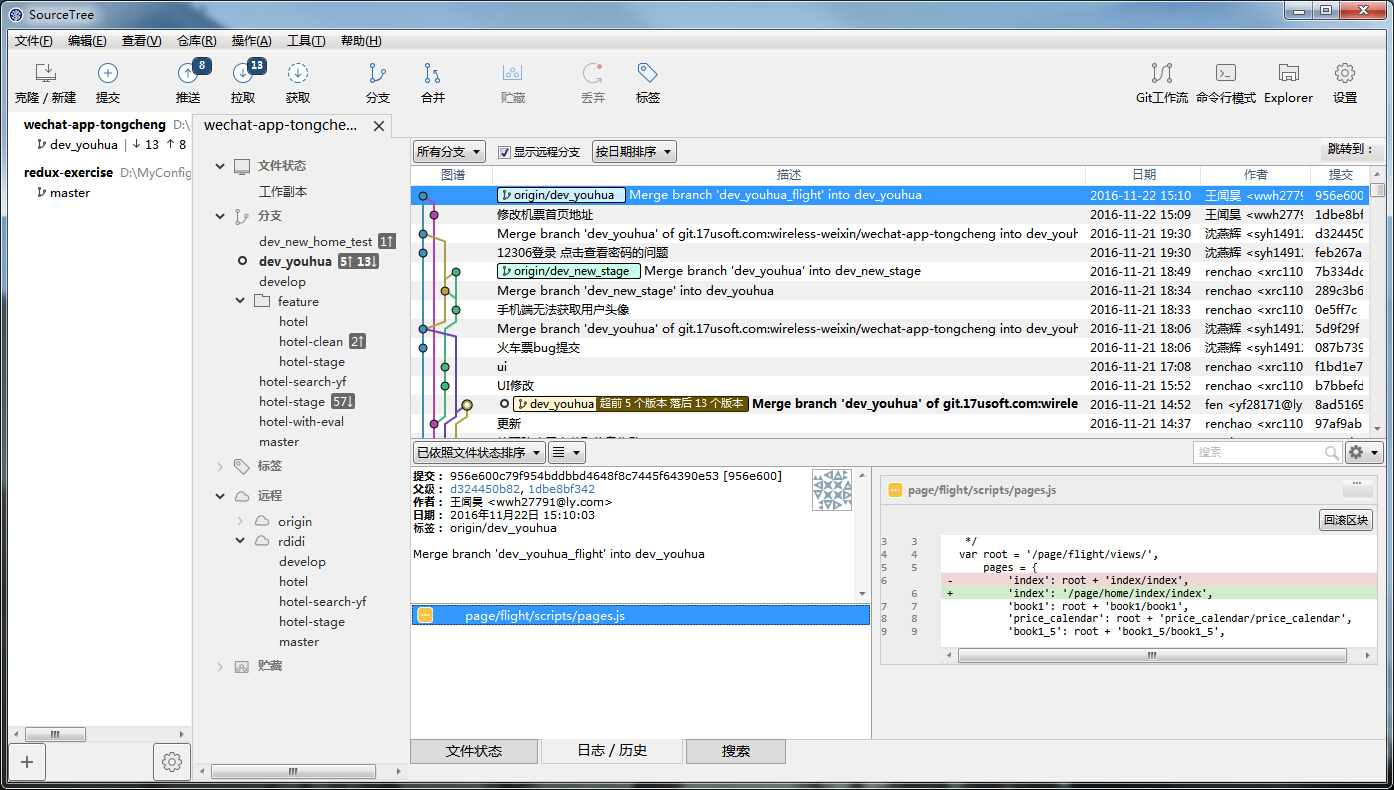 SourceTree
文件(F) 编辑(E) 查看(V) 仓库(R) 操作(A) 工具(T) 帮助(H)
8 13
克隆 / 新建 提交 推送 拉取 获取 分支 合并 贮藏 丢弃 标签 Git工作流 命令行模式 Explorer 设置
wechat-app-tongcheng D:\
dev_youhua | ↓ 13 ↑ 8
redux-exercise D:\MyConfig
master
wechat-app-tongche...
文件状态
工作副本
分支
dev_new_home_test 1↑
dev_youhua 5↑ 13↓
develop
feature
hotel
hotel-clean 2↑
hotel-stage
hotel-search-yf
hotel-stage 57↓
hotel-with-eval
master
标签
远程
origin
rdidi
develop
hotel
hotel-search-yf
hotel-stage
master
贮藏
所有分支 显示远程分支 按日期排序 跳转到：
图谱 描述 日期 作者 提交
origin/dev_youhua Merge branch 'dev_youhua_flight' into dev_youhua 2016-11-22 15:10 王闻昊 <wwh2779 956e600
修改机票首页地址 2016-11-22 15:09 王闻昊 <wwh2779 1dbe8bf
Merge branch 'dev_youhua' of git.17usoft.com:wireless-weixin/wechat-app-tongcheng into dev_youh 2016-11-21 19:30 沈燕辉 <syh1491 d324450
12306登录 点击查看密码的问题 2016-11-21 19:30 沈燕辉 <syh1491 feb267a
origin/dev_new_stage Merge branch 'dev_youhua' into dev_new_stage 2016-11-21 18:49 renchao <xrc110 7b334dc
Merge branch 'dev_new_stage' into dev_youhua 2016-11-21 18:34 renchao <xrc110 289c3b6
手机端无法获取用户头像 2016-11-21 18:33 renchao <xrc110 0e5ff7c
Merge branch 'dev_youhua' of git.17usoft.com:wireless-weixin/wechat-app-tongcheng into dev_youh 2016-11-21 18:06 沈燕辉 <syh1491 5d9f29f
火车票bug提交 2016-11-21 18:06 沈燕辉 <syh1491 087b739
ui 2016-11-21 17:08 renchao <xrc110 f1bd1e7
UI修改 2016-11-21 15:52 renchao <xrc110 b7bbefd
dev_youhua 超前 5 个版本 落后 13 个版本 Merge branch 'dev_youhua' of git.17usoft.com:wirele 2016-11-21 14:52 fen <yf28171@ly. 8ad5169
更新 2016-11-21 14:37 renchao <xrc110 97af9ab
已依照文件状态排序 搜索
提交： 956e600c79f954bddbbd4648f8c7445f64390e53 [956e600]
父级： d324450b82, 1dbe8bf342
作者： 王闻昊 <wwh27791@ly.com>
日期： 2016年11月22日 15:10:03
标签： origin/dev_youhua
Merge branch 'dev_youhua_flight' into dev_youhua
page/flight/scripts/pages.js
page/flight/scripts/pages.js
回滚区块
3 3 */
4 4 var root = '/page/flight/views/',
5 5 pages = {
6 - 'index': root + 'index/index',
6 + 'index': '/page/home/index/index',
7 7 'book1': root + 'book1/book1',
8 8 'price_calendar': root + 'price_calendar/price_calendar',
9 9 'book1_5': root + 'book1_5/book1_5',
文件状态 日志 / 历史 搜索